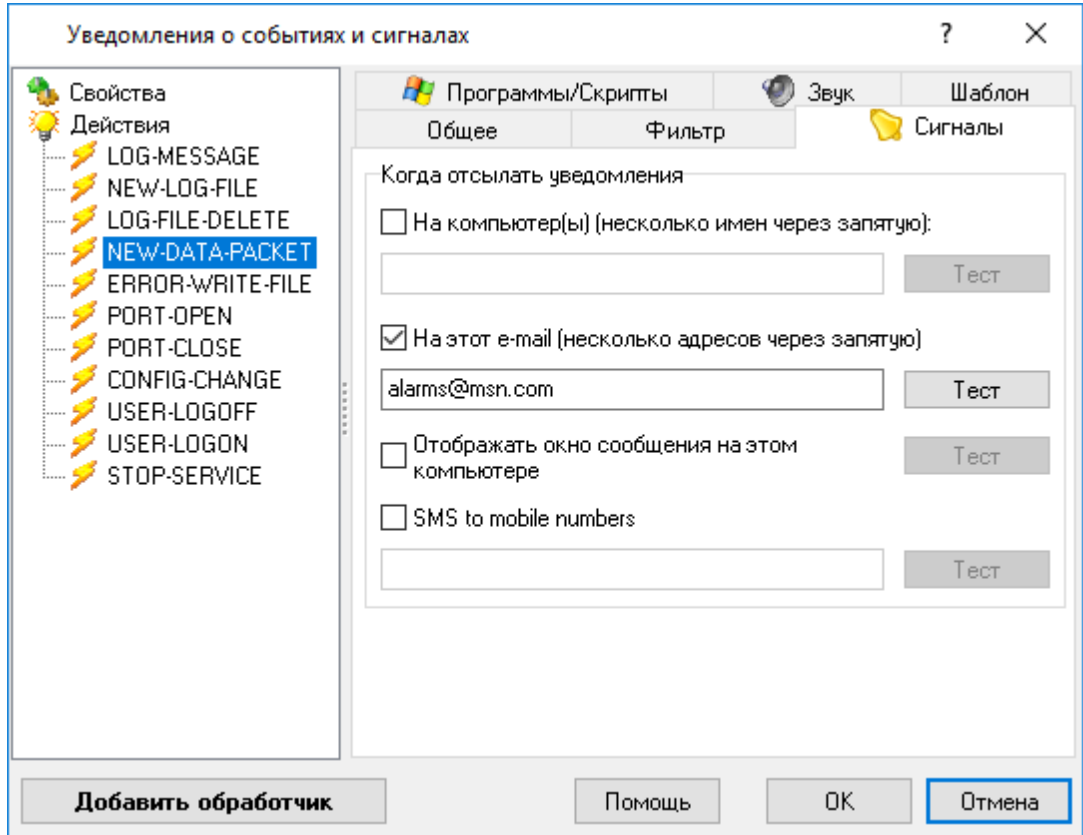 Уведомления о событиях и сигналах
Свойства
Действия
LOG-MESSAGE
NEW-LOG-FILE
LOG-FILE-DELETE
NEW-DATA-PACKET
ERROR-WRITE-FILE
PORT-OPEN
PORT-CLOSE
CONFIG-CHANGE
USER-LOGOFF
USER-LOGON
STOP-SERVICE
Программы/Скрипты
Звук
Шаблон
Общее
Фильтр
Сигналы
Когда отсылать уведомления
На компьютер(ы) (несколько имен через запятую):
Тест
На этот e-mail (несколько адресов через запятую)
alarms@msn.com
Тест
Отображать окно сообщения на этом
компьютере
Тест
SMS to mobile numbers
Тест
Добавить обработчик
Помощь
OK
Отмена